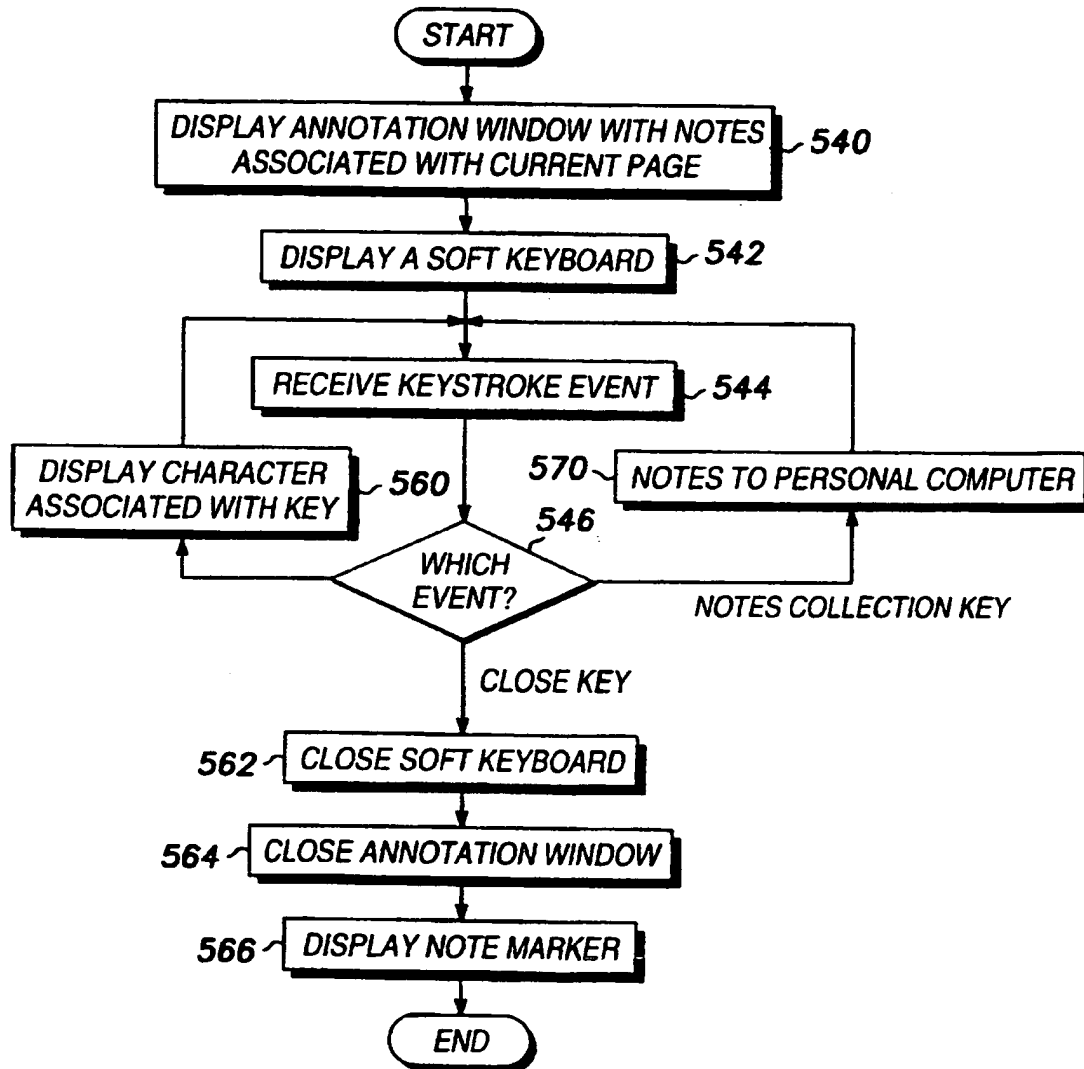 START
DISPLAY ANNOTATION WINDOW WITH NOTES
ASSOCIATED WITH CURRENT PAGE
540
DISPLAY A SOFT KEYBOARD
542
RECEIVE KEYSTROKE EVENT
544
DISPLAY CHARACTER
ASSOCIATED WITH KEY
560
570
NOTES TO PERSONAL COMPUTER
546
WHICH
EVENT?
NOTES COLLECTION KEY
CLOSE KEY
562
CLOSE SOFT KEYBOARD
564
CLOSE ANNOTATION WINDOW
566
DISPLAY NOTE MARKER
END